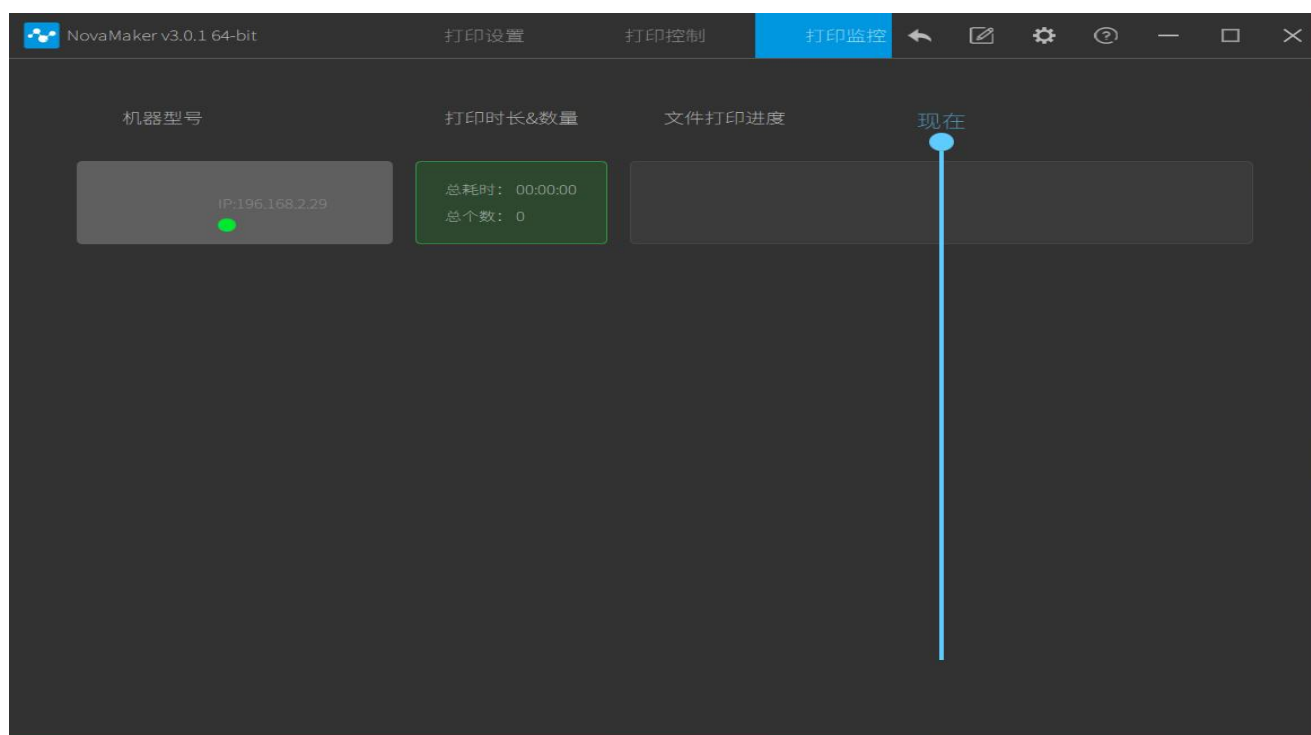 NovaMaker v3.0.1 64-bit
打印设置
打印控制
打印监控
机器型号
打印时长&数量
文件打印进度
现在
IP:196.168.2.29
总耗时: 00:00:00
总个数: 0